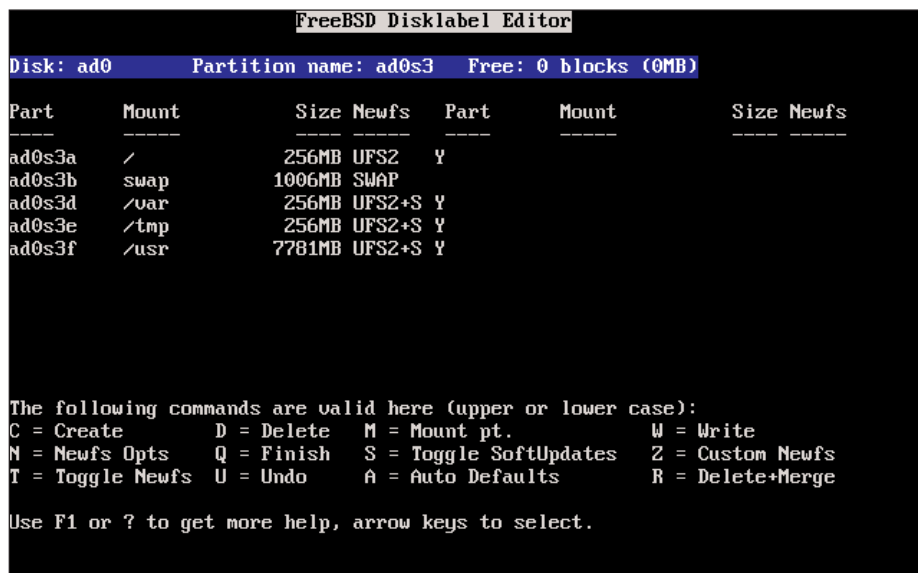 FreeBSD Disklabel Editor
Disk: ad0 Partition name: ad0s3 Free: 0 blocks (0MB)
Part Mount Size Newfs Part Mount Size Newfs
---- ----- ---- ----- ---- ----- ---- -----
ad0s3a / 256MB UFS2 Y
ad0s3b swap 1006MB SWAP
ad0s3d /var 256MB UFS2+S Y
ad0s3e /tmp 256MB UFS2+S Y
ad0s3f /usr 7781MB UFS2+S Y
The following commands are valid here (upper or lower case):
C = Create D = Delete M = Mount pt. W = Write
N = Newfs Opts Q = Finish S = Toggle SoftUpdates Z = Custom Newfs
T = Toggle Newfs U = Undo A = Auto Defaults R = Delete+Merge
Use F1 or ? to get more help, arrow keys to select.